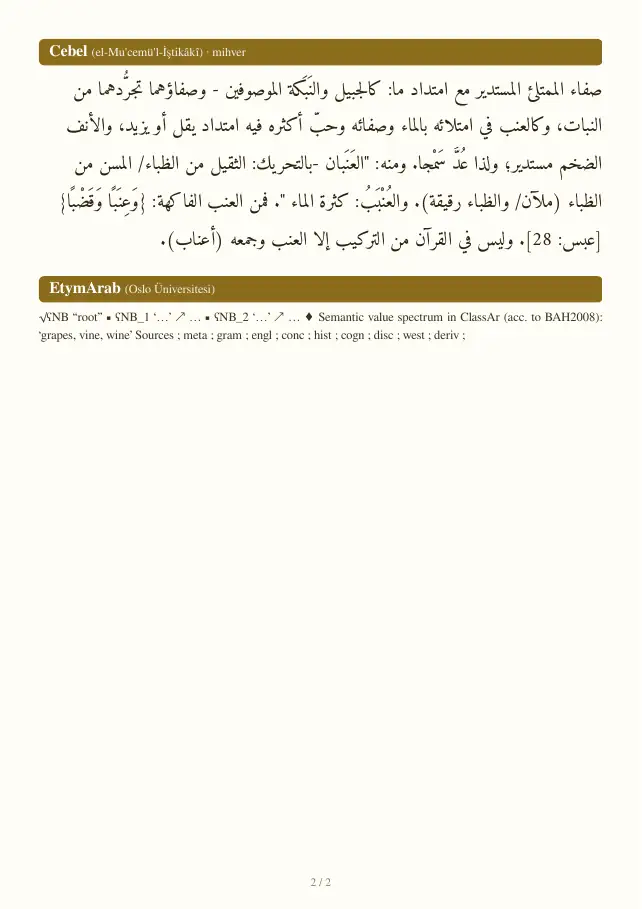 Cebel (el-Mu'cemü'l-İştikâkî) · mihver
صفاء الممتلئ المستدير مع امتداد ما: كالجبيل والنَبَكة الموصوفين - وصفاؤهما تجرُّدهما من
النبات، وكالعنب في امتلائه بالماء وصفائه وحبّ أكثره فيه امتداد يقل أو يزيد، والأنف
الضخم مستدير؛ ولذا عُدَّ سَمْجا. ومنه: "العَنَبان -بالتحريك: الثقيل من الظباء/ المسن من
الظباء (ملآن/ والظباء رقيقة). والعُنْبَبُ: كثرة الماء ". فمن العنب الفاكهة: {وَعِنَبًا وَقَضْبًا}
[عبس: 28]. وليس في القرآن من التركيب إلا العنب وجمعه (أعناب).
EtymArab (Oslo Üniversitesi)
√ʕNB “root” ▪ ʕNB_1 ‘…’ ↗ … ▪ ʕNB_2 ‘…’ ↗ … ♦ Semantic value spectrum in ClassAr (acc. to BAH2008):
‘grapes, vine, wine’ Sources ; meta ; gram ; engl ; conc ; hist ; cogn ; disc ; west ; deriv ;
2 / 2